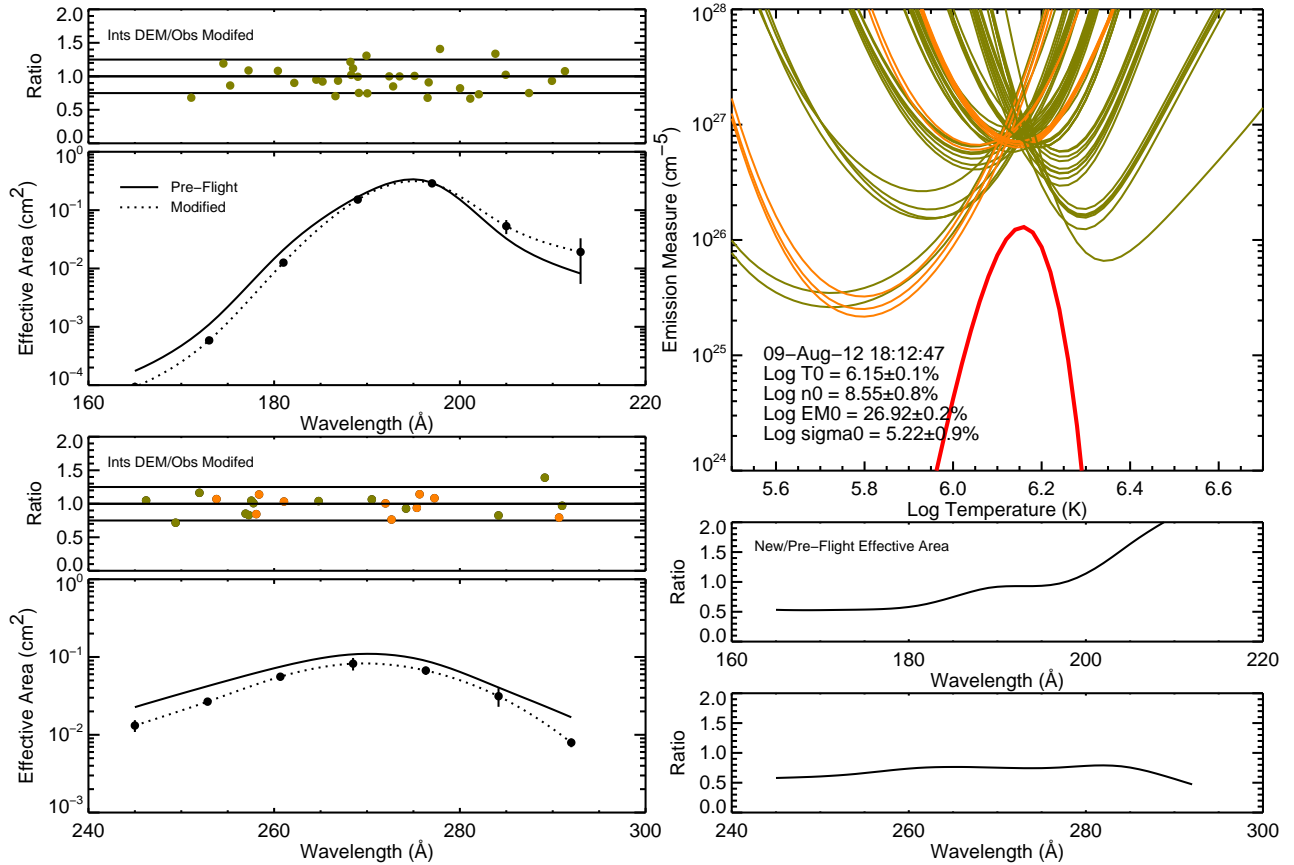 Ints DEM/Obs Modifed
Ratio
2.0
1.5
1.0
0.5
0.0
Pre−Flight
Modified
Effective Area (cm²)
10⁰
10⁻¹
10⁻²
10⁻³
10⁻⁴
160 180 200 220
Wavelength (Å)
Ints DEM/Obs Modifed
Ratio
2.0
1.5
1.0
0.5
0.0
Effective Area (cm²)
10⁰
10⁻¹
10⁻²
10⁻³
240 260 280 300
Wavelength (Å)
Emission Measure (cm⁻⁵)
10²⁸
10²⁷
10²⁶
10²⁵
10²⁴
09−Aug−12 18:12:47
Log T0 = 6.15±0.1%
Log n0 = 8.55±0.8%
Log EM0 = 26.92±0.2%
Log sigma0 = 5.22±0.9%
5.6 5.8 6.0 6.2 6.4 6.6
Log Temperature (K)
New/Pre−Flight Effective Area
Ratio
2.0
1.5
1.0
0.5
0.0
160 180 200 220
Wavelength (Å)
Ratio
2.0
1.5
1.0
0.5
0.0
240 260 280 300
Wavelength (Å)